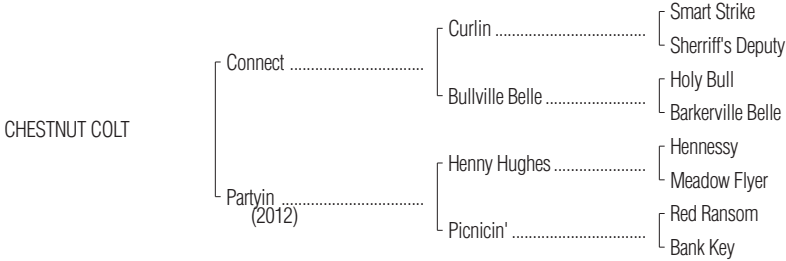 Smart Strike
Curlin ....................................
Sherriff's Deputy
Connect ................................
Holy Bull
Bullville Belle ........................
Barkerville Belle
CHESTNUT COLT
Hennessy
Henny Hughes ......................
Meadow Flyer
Partyin ..................................
(2012)
Red Ransom
Picnicin' ................................
Bank Key